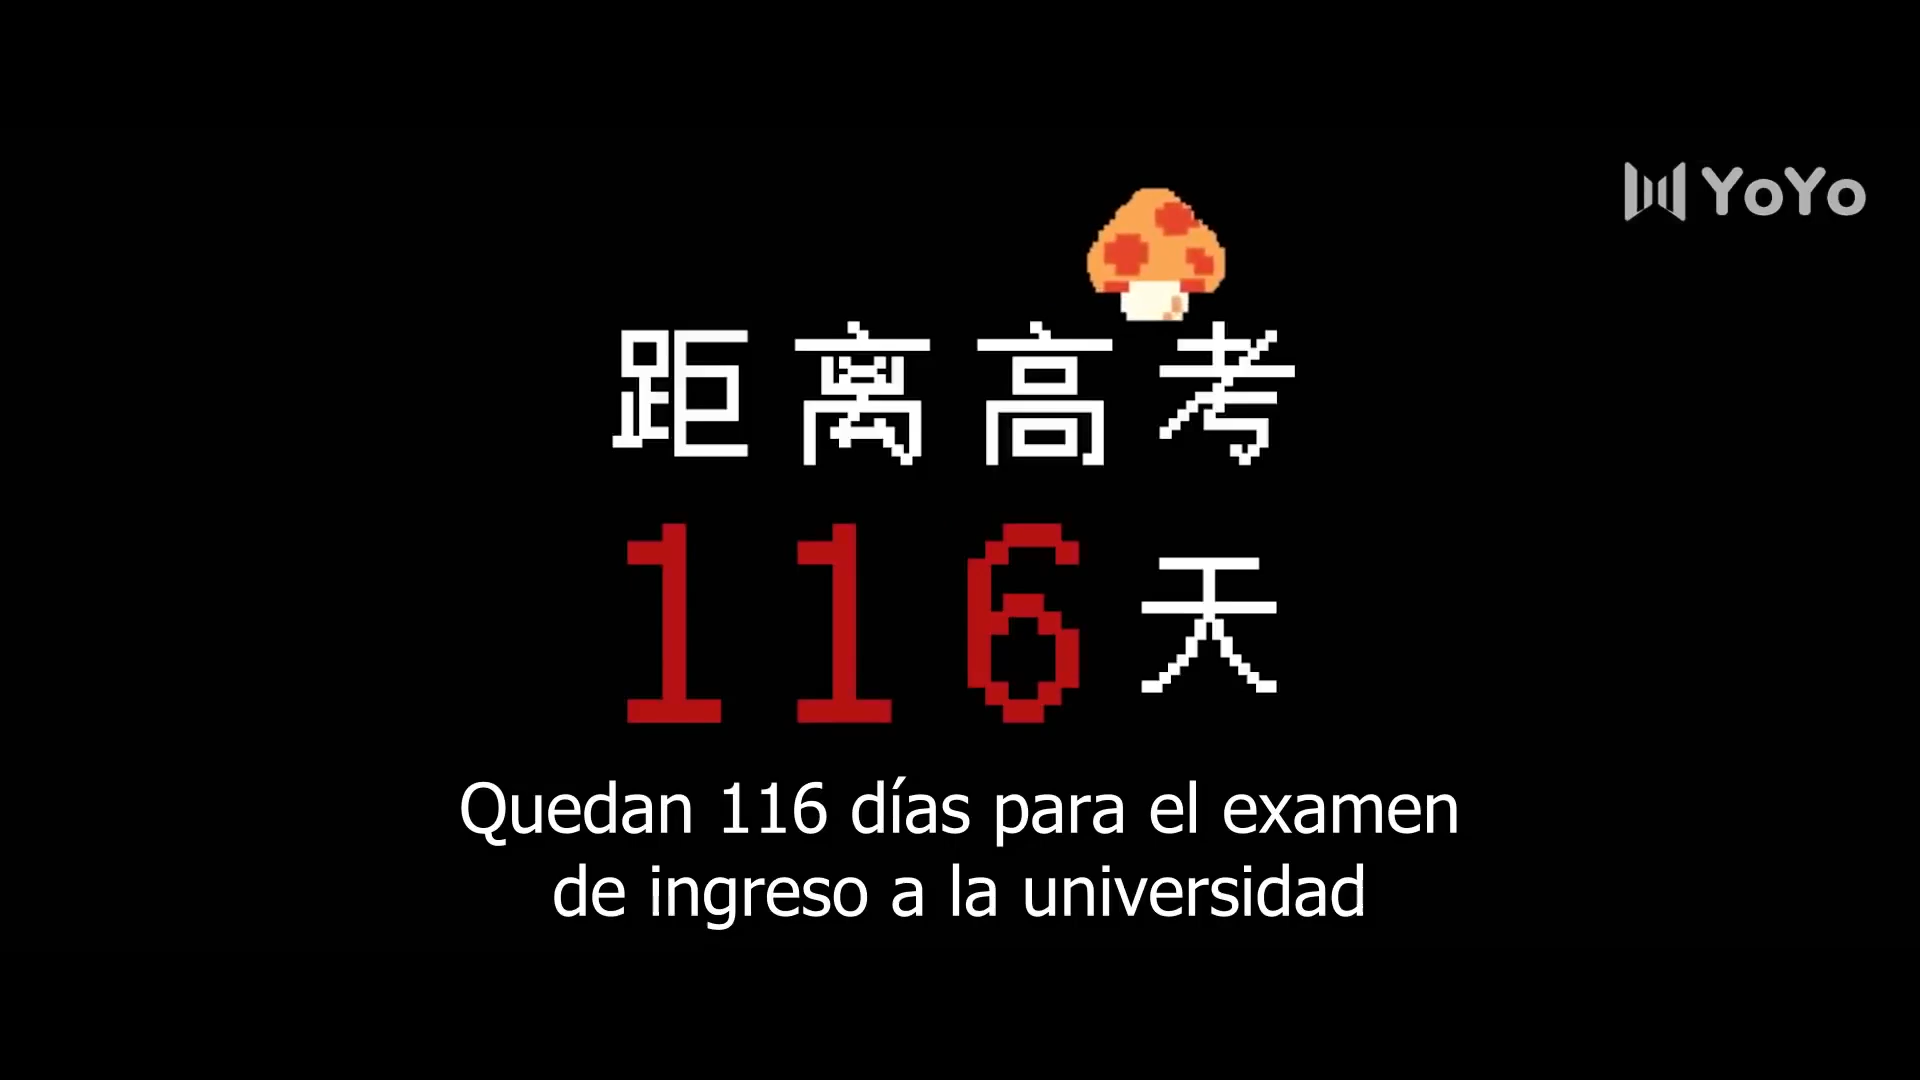 YoYo
距离高考
116天
Quedan 116 días para el examen
de ingreso a la universidad